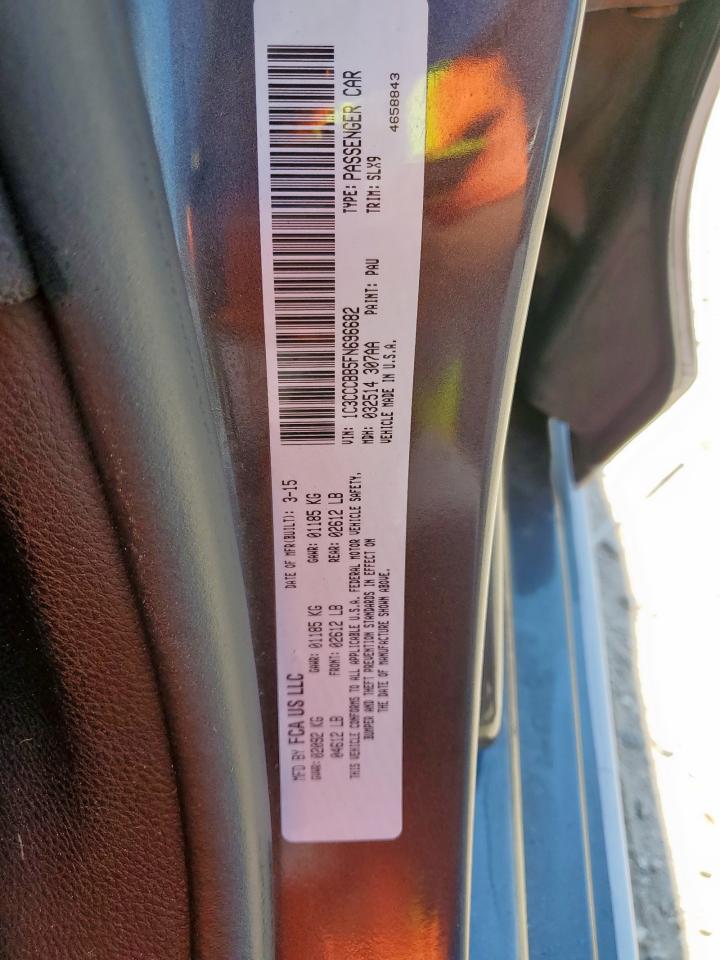 MFD BY FCA US LLC
DATE OF MFR(BUILT): 3-15
GVWR: 02092 KG
GAWR: 01185 KG
GAWR: 01185 KG
04612 LB
FRONT: 02612 LB
REAR: 02612 LB
THIS VEHICLE CONFORMS TO ALL APPLICABLE U.S.A. FEDERAL MOTOR VEHICLE SAFETY,
BUMPER AND THEFT PREVENTION STANDARDS IN EFFECT ON
THE DATE OF MANUFACTURE SHOWN ABOVE.
VIN: 1C3CCCBB5FN696682
TYPE: PASSENGER CAR
MDH: 032514 307AA
PAINT: PAU
TRIM: SLX9
VEHICLE MADE IN U.S.A.
4658843